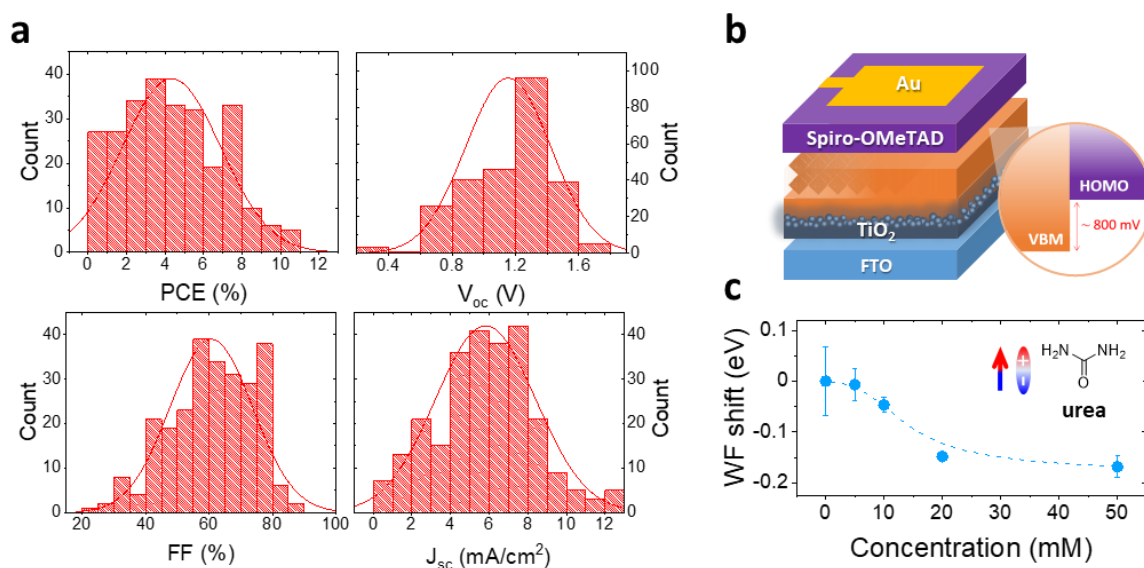 a
40
30
20
10
0
Count
0 2 4 6 8 10 12
PCE (%)
100
80
60
40
20
0
Count
0.4 0.8 1.2 1.6
Voc (V)
40
30
20
10
0
Count
20 40 60 80 100
FF (%)
40
30
20
10
0
Count
0 2 4 6 8 10 12
Jsc (mA/cm²)
b
Au
Spiro-OMeTAD
TiO₂
FTO
HOMO
~ 800 mV
VBM
c
0.1
0
-0.1
-0.2
WF shift (eV)
0 10 20 30 40 50
Concentration (mM)
+
−
H₂N NH₂
O
urea